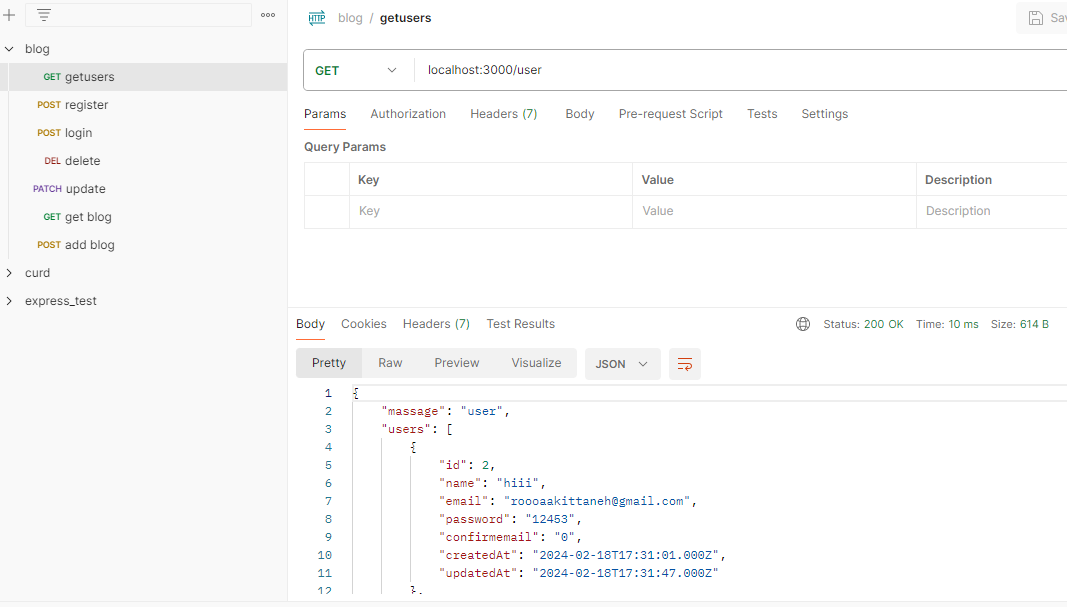 HTTP blog / getusers
Sav
blog
GET getusers
POST register
POST login
DEL delete
PATCH update
GET get blog
POST add blog
curd
express_test
GET localhost:3000/user
Params Authorization Headers (7) Body Pre-request Script Tests Settings
Query Params
Key Value Description
Key Value Description
Body Cookies Headers (7) Test Results Status: 200 OK Time: 10 ms Size: 614 B
Pretty Raw Preview Visualize JSON
1 {
2 "massage": "user",
3 "users": [
4 {
5 "id": 2,
6 "name": "hiii",
7 "email": "roooaakittaneh@gmail.com",
8 "password": "12453",
9 "confirmemail": "0",
10 "createdAt": "2024-02-18T17:31:01.000Z",
11 "updatedAt": "2024-02-18T17:31:47.000Z"
12 },